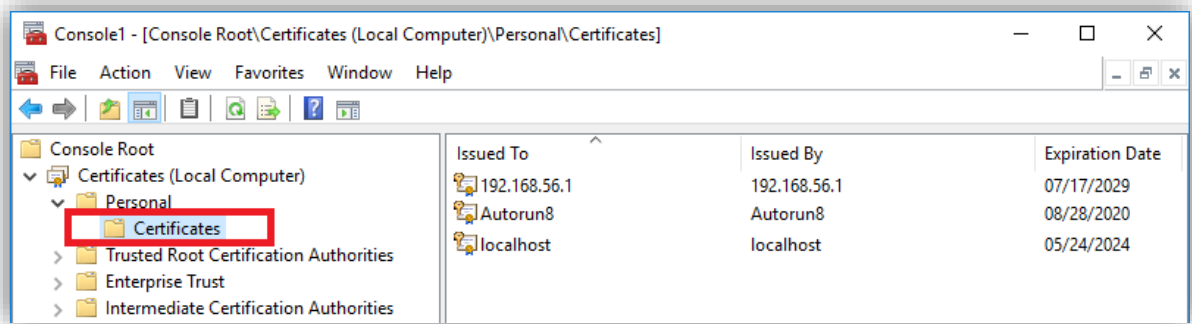 Console1 - [Console Root\Certificates (Local Computer)\Personal\Certificates]
File Action View Favorites Window Help
Console Root
Certificates (Local Computer)
Personal
Certificates
Trusted Root Certification Authorities
Enterprise Trust
Intermediate Certification Authorities
Issued To Issued By Expiration Date
192.168.56.1 192.168.56.1 07/17/2029
Autorun8 Autorun8 08/28/2020
localhost localhost 05/24/2024